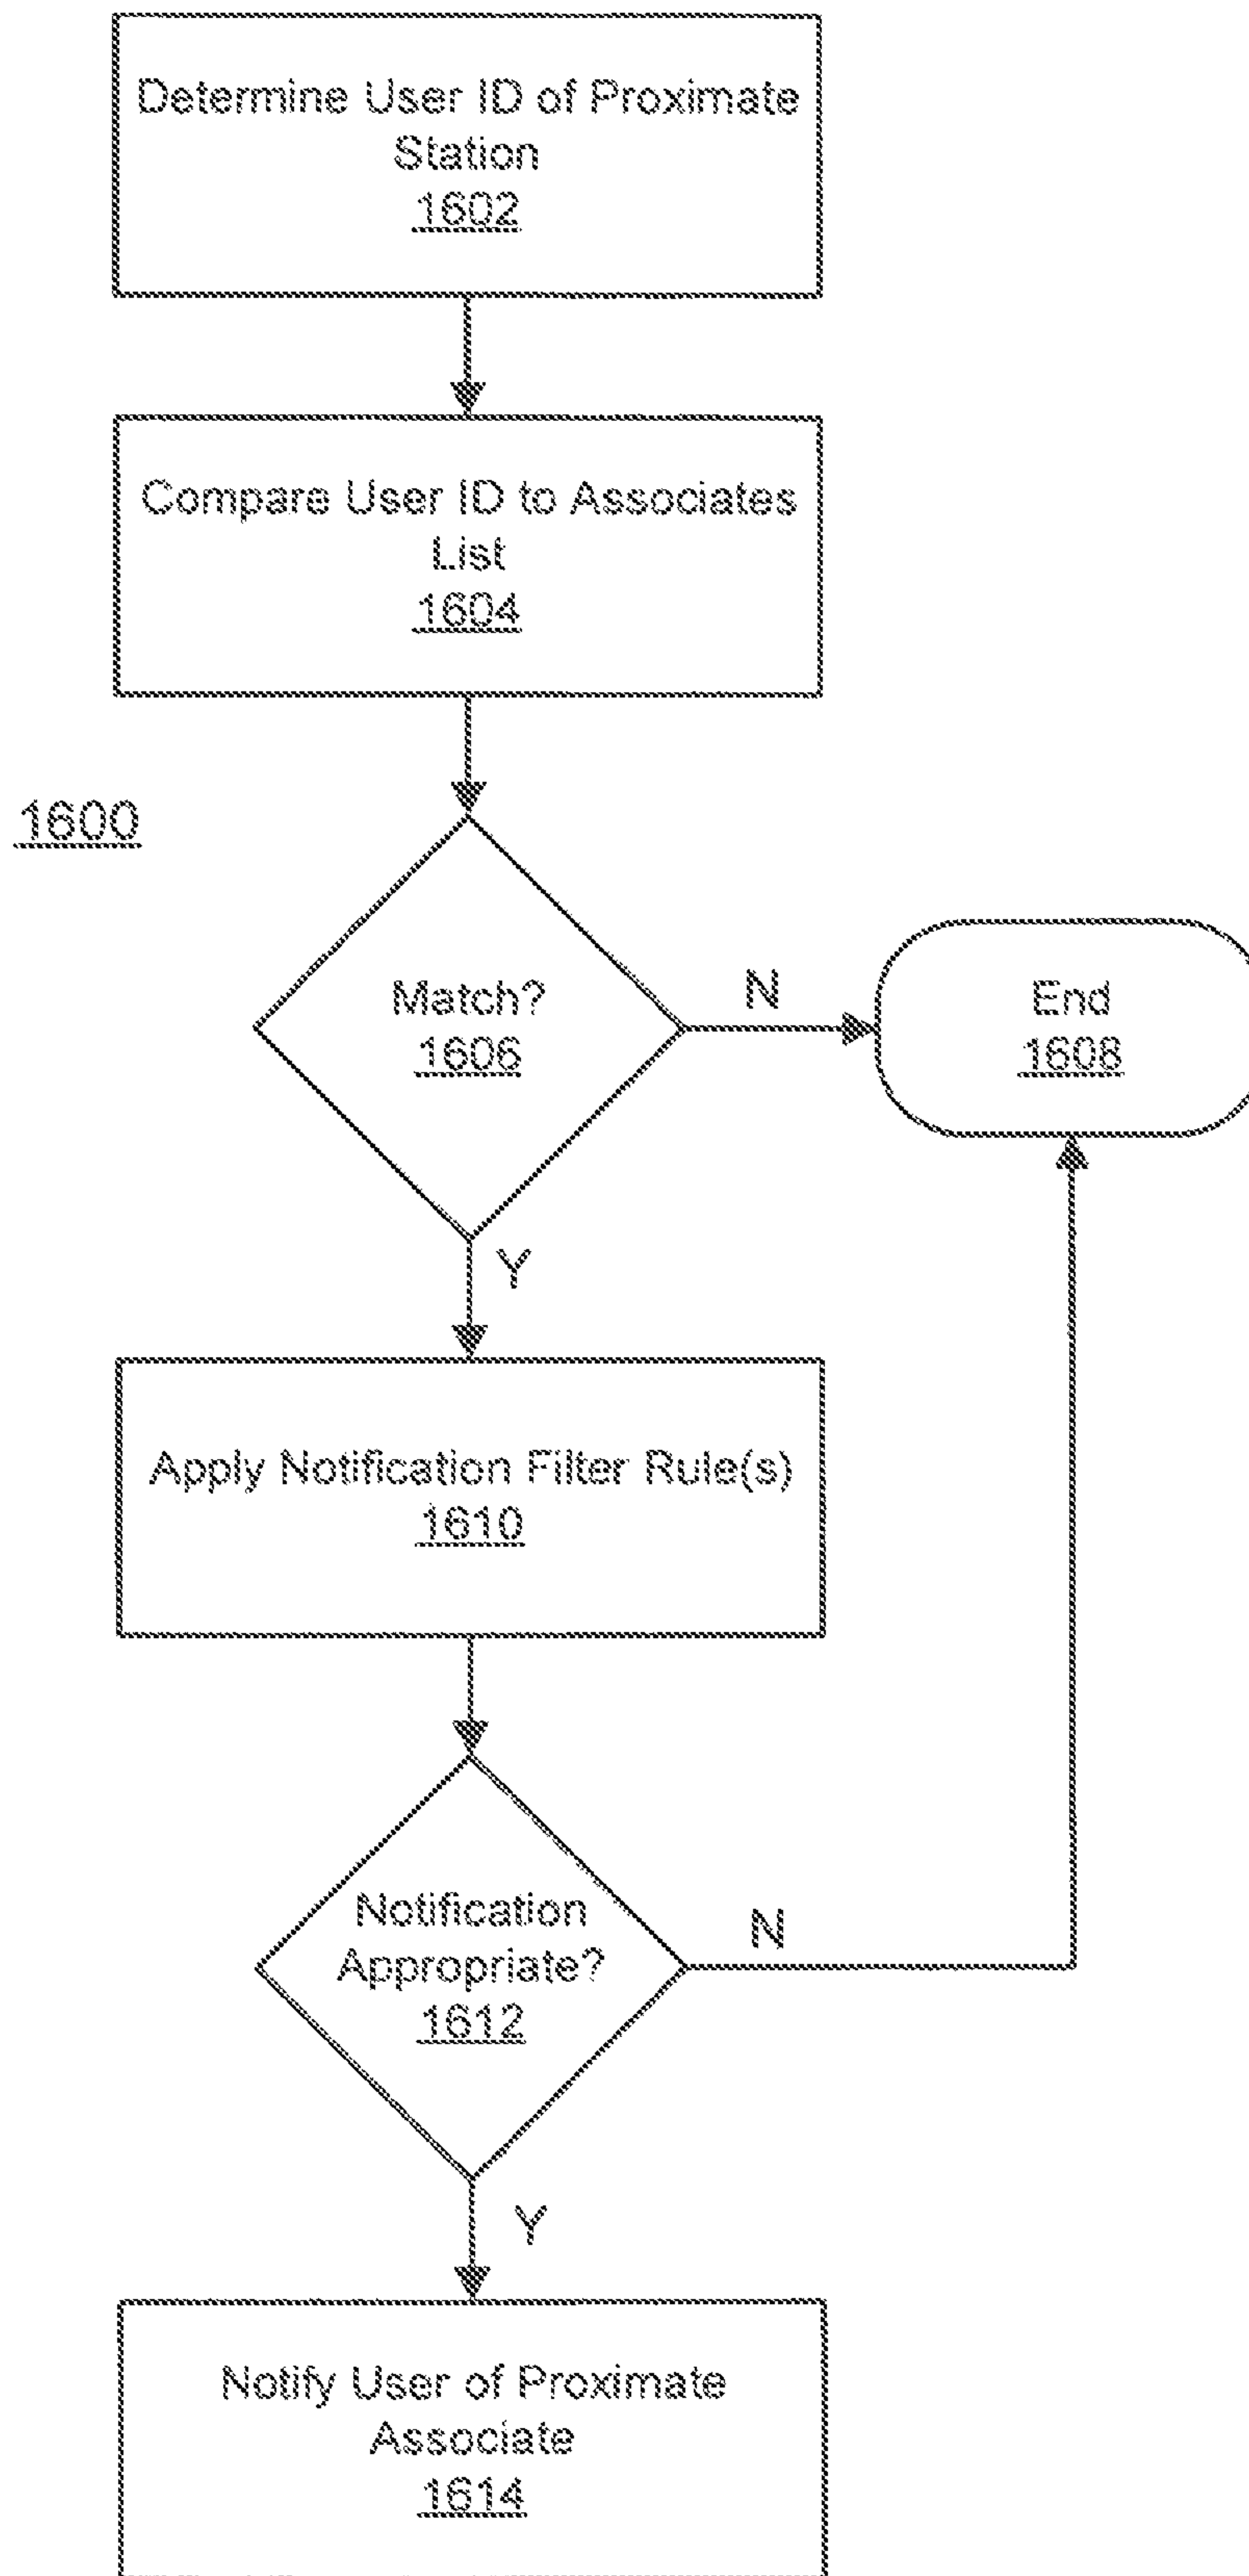 Determine User ID of Proximate
Station
1602
Compare User ID to Associates
List
1604
1600
Match?
1606
N
End
1608
Y
Apply Notification Filter Rule(s)
1610
Notification
Appropriate?
1612
N
Y
Notify User of Proximate
Associate
1614